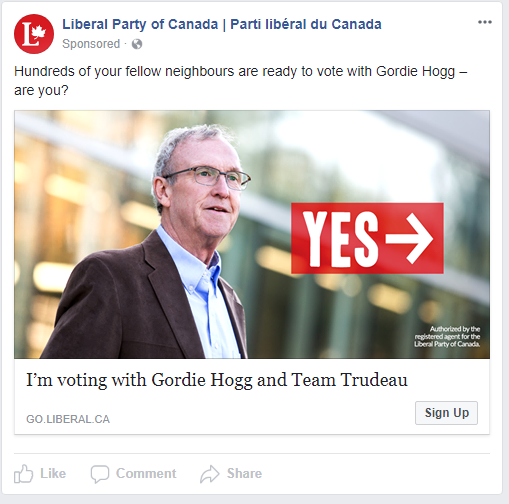 Liberal Party of Canada | Parti libéral du Canada
Sponsored ·
Hundreds of your fellow neighbours are ready to vote with Gordie Hogg –
are you?
YES→
Authorized by the
registered agent for the
Liberal Party of Canada.
I'm voting with Gordie Hogg and Team Trudeau
GO.LIBERAL.CA
Sign Up
Like Comment Share